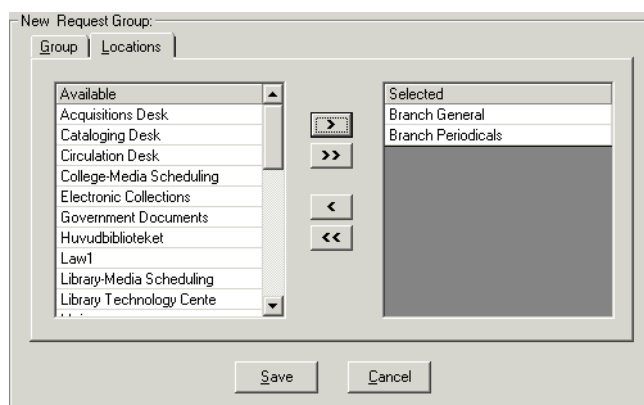 New Request Group:
Group
Locations
Available
Acquisitions Desk
Cataloging Desk
Circulation Desk
College-Media Scheduling
Electronic Collections
Government Documents
Huvudbiblioteket
Law1
Library-Media Scheduling
Library Technology Cente
>
>>
<
<<
Selected
Branch General
Branch Periodicals
Save
Cancel